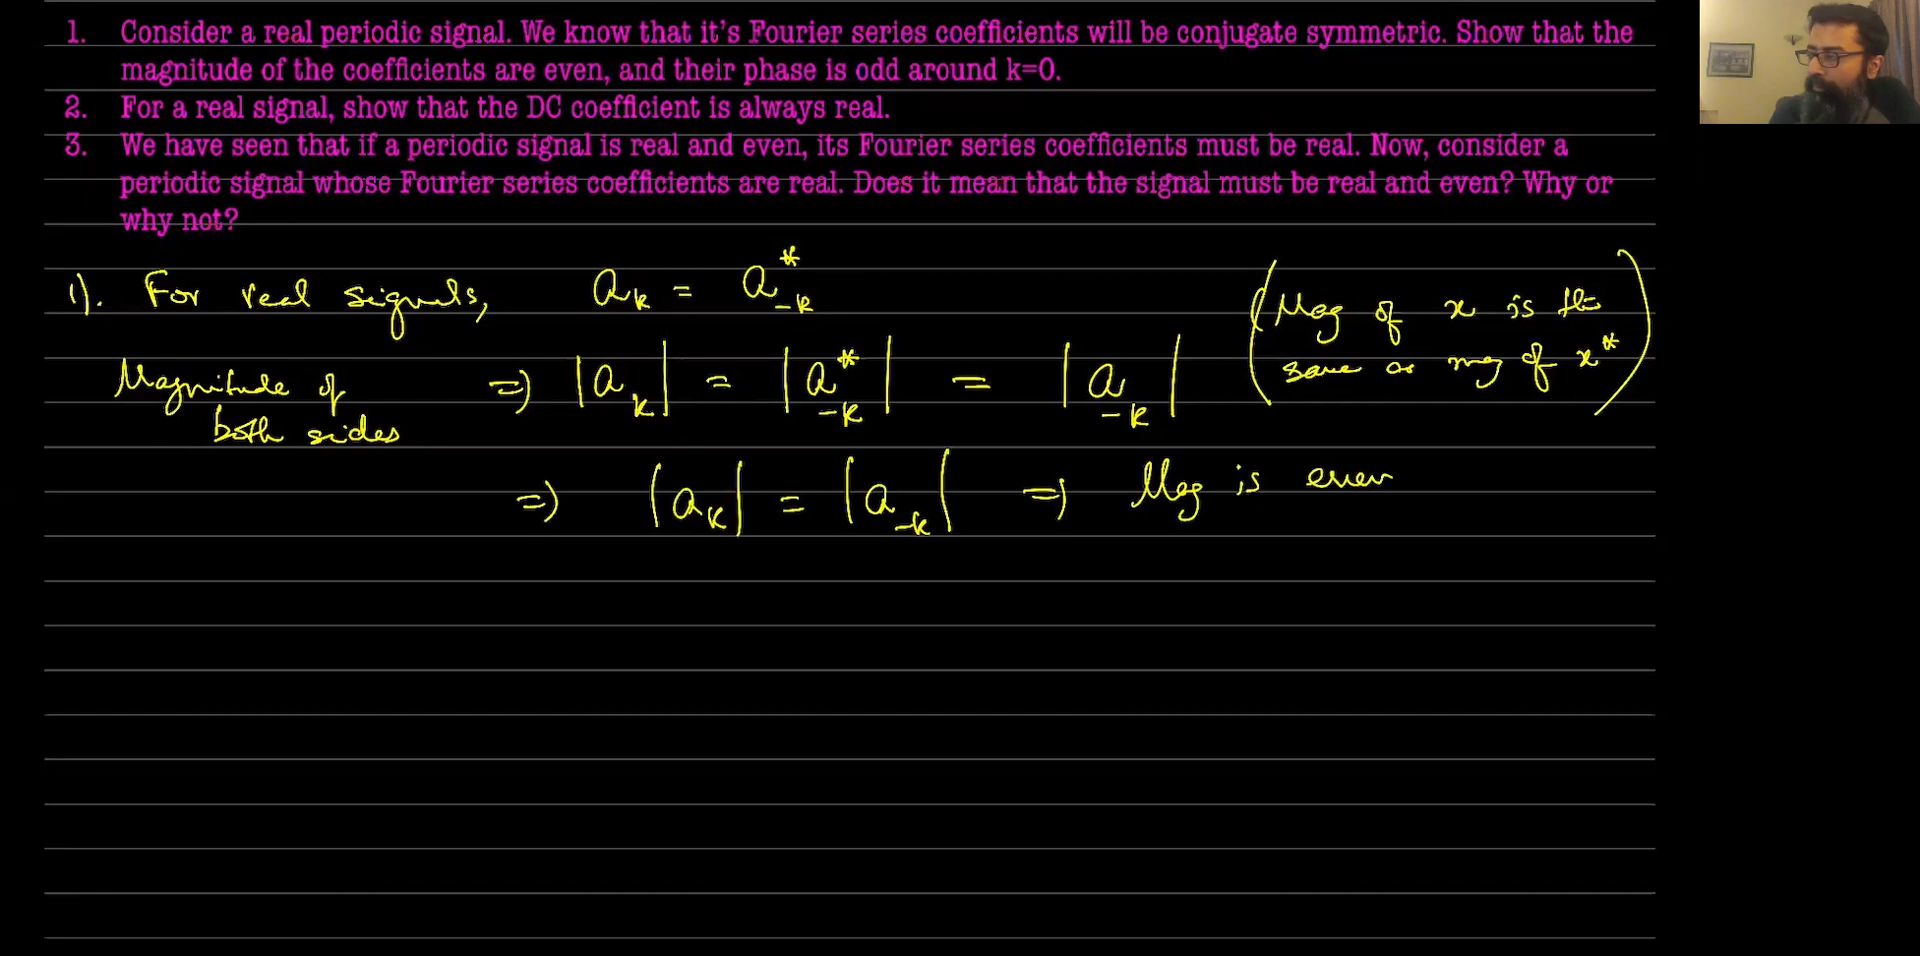 1. Consider a real periodic signal. We know that it's Fourier series coefficients will be conjugate symmetric. Show that the
magnitude of the coefficients are even, and their phase is odd around k=0.
2. For a real signal, show that the DC coefficient is always real.
3. We have seen that if a periodic signal is real and even, its Fourier series coefficients must be real. Now, consider a
periodic signal whose Fourier series coefficients are real. Does it mean that the signal must be real and even? Why or
why not?
1). For real signals, a_k = a*_{-k}
(Mag of x is the
same as mag of x*)
Magnitude of
both sides
=> |a_k| = |a*_{-k}| = |a_{-k}|
=> |a_k| = |a_{-k}| => Mag is even